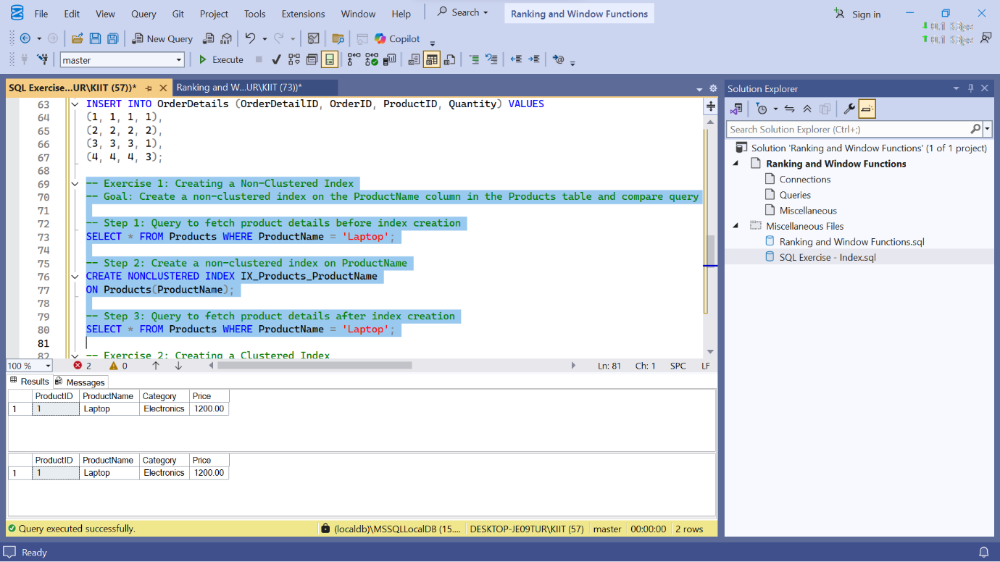 File Edit View Query Git Project Tools Extensions Window Help Search Ranking and Window Functions Sign in
New Query DAX Copilot
master Execute
SQL Exercise...UR\KIIT (57))* Ranking and W...UR\KIIT (73))*
63 INSERT INTO OrderDetails (OrderDetailID, OrderID, ProductID, Quantity) VALUES
64 (1, 1, 1, 1),
65 (2, 2, 2, 2),
66 (3, 3, 3, 1),
67 (4, 4, 4, 3);
68
69 -- Exercise 1: Creating a Non-Clustered Index
70 -- Goal: Create a non-clustered index on the ProductName column in the Products table and compare query
71
72 -- Step 1: Query to fetch product details before index creation
73 SELECT * FROM Products WHERE ProductName = 'Laptop';
74
75 -- Step 2: Create a non-clustered index on ProductName
76 CREATE NONCLUSTERED INDEX IX_Products_ProductName
77 ON Products(ProductName);
78
79 -- Step 3: Query to fetch product details after index creation
80 SELECT * FROM Products WHERE ProductName = 'Laptop';
81
82 -- Exercise 2: Creating a Clustered Index
100 % 2 0 Ln: 81 Ch: 1 SPC LF
Results Messages
ProductID ProductName Category Price
1 1 Laptop Electronics 1200.00
ProductID ProductName Category Price
1 1 Laptop Electronics 1200.00
Query executed successfully. (localdb)\MSSQLLocalDB (15.... DESKTOP-JE09TUR\KIIT (57) master 00:00:00 2 rows
Solution Explorer
Search Solution Explorer (Ctrl+;)
Solution 'Ranking and Window Functions' (1 of 1 project)
Ranking and Window Functions
Connections
Queries
Miscellaneous
Miscellaneous Files
Ranking and Window Functions.sql
SQL Exercise - Index.sql
Ready